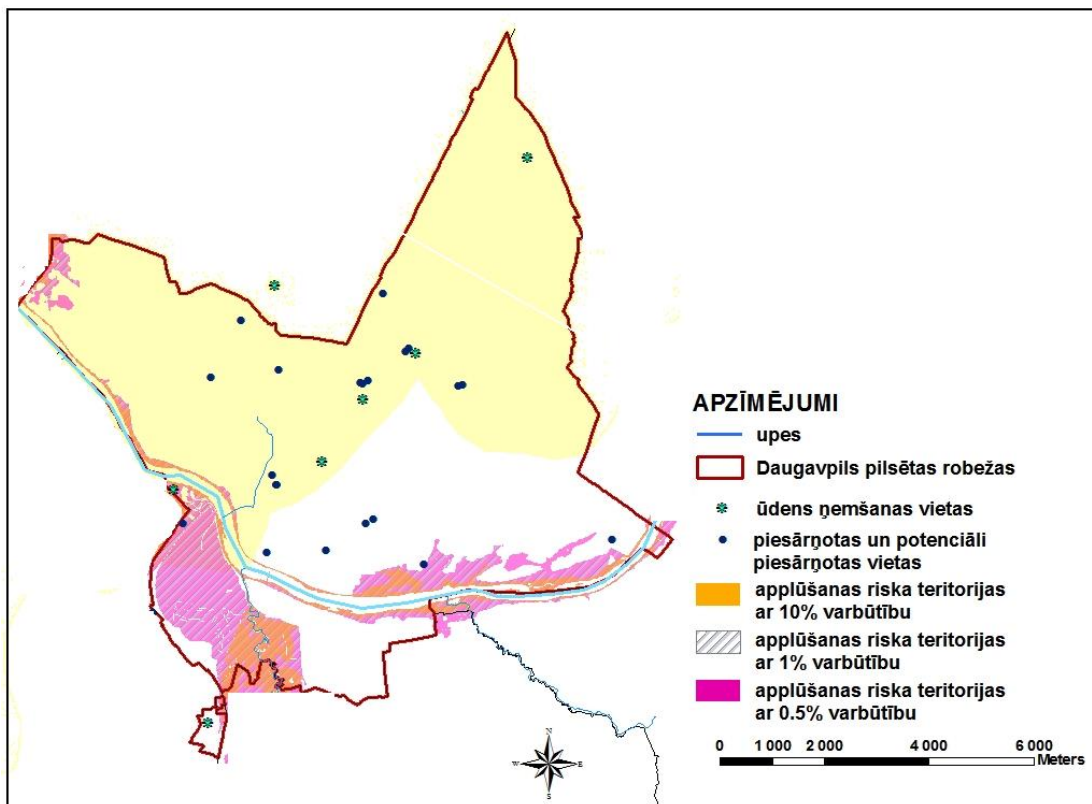 APZĪMĒJUMI
upes
Daugavpils pilsētas robežas
ūdens ņemšanas vietas
piesārņotas un potenciāli
piesārņotas vietas
applūšanas riska teritorijas
ar 10% varbūtību
applūšanas riska teritorijas
ar 1% varbūtību
applūšanas riska teritorijas
ar 0.5% varbūtību
N
W E
S
0 1 000 2 000 4 000 6 000
Meters